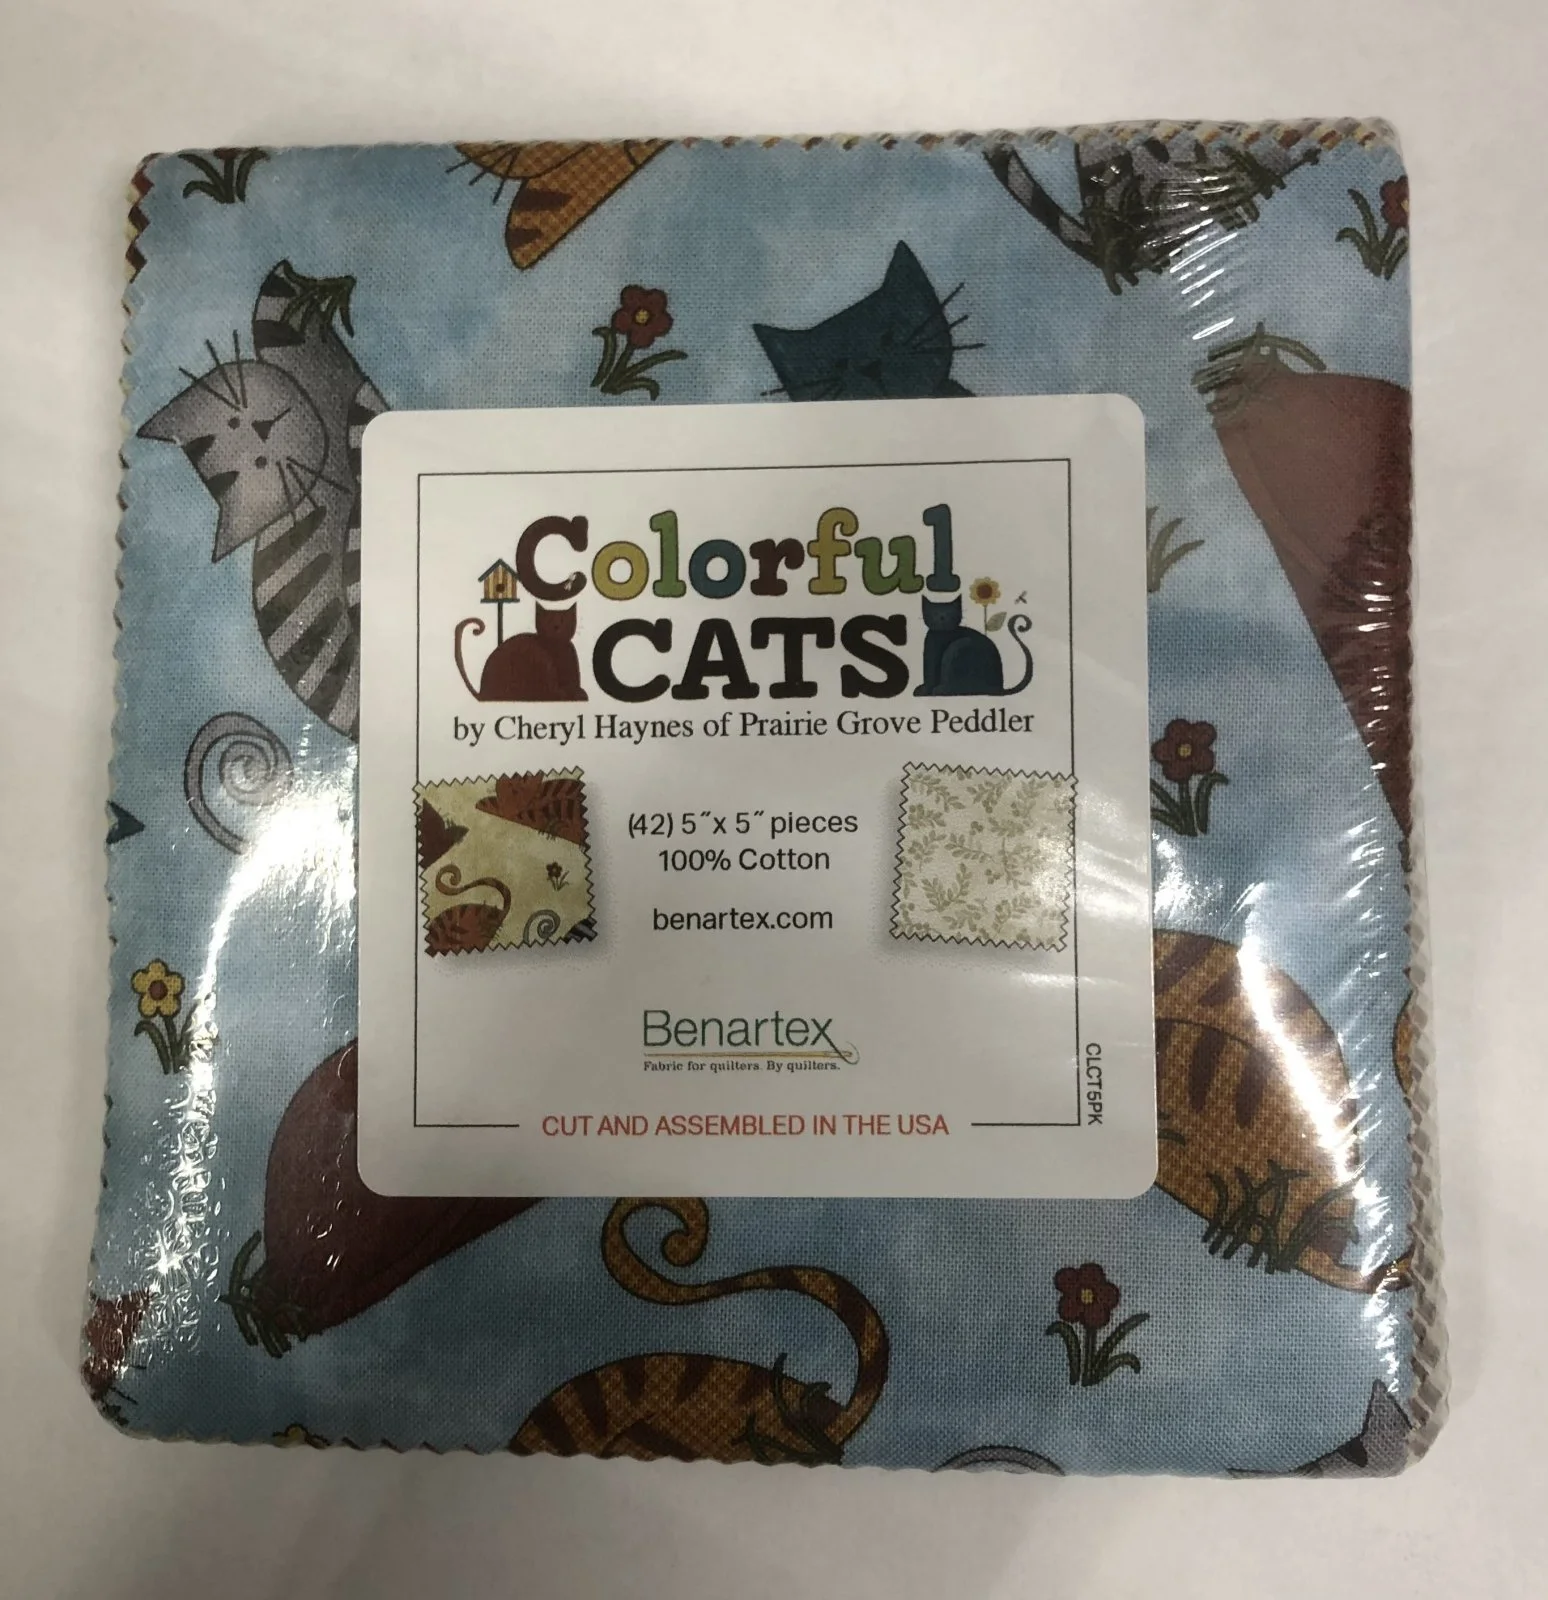 Colorful
CATS
by Cheryl Haynes of Prairie Grove Peddler
(42) 5″x 5″ pieces
100% Cotton
benartex.com
Benartex
Fabric for quilters. By quilters.
CUT AND ASSEMBLED IN THE USA
CLCT5PK